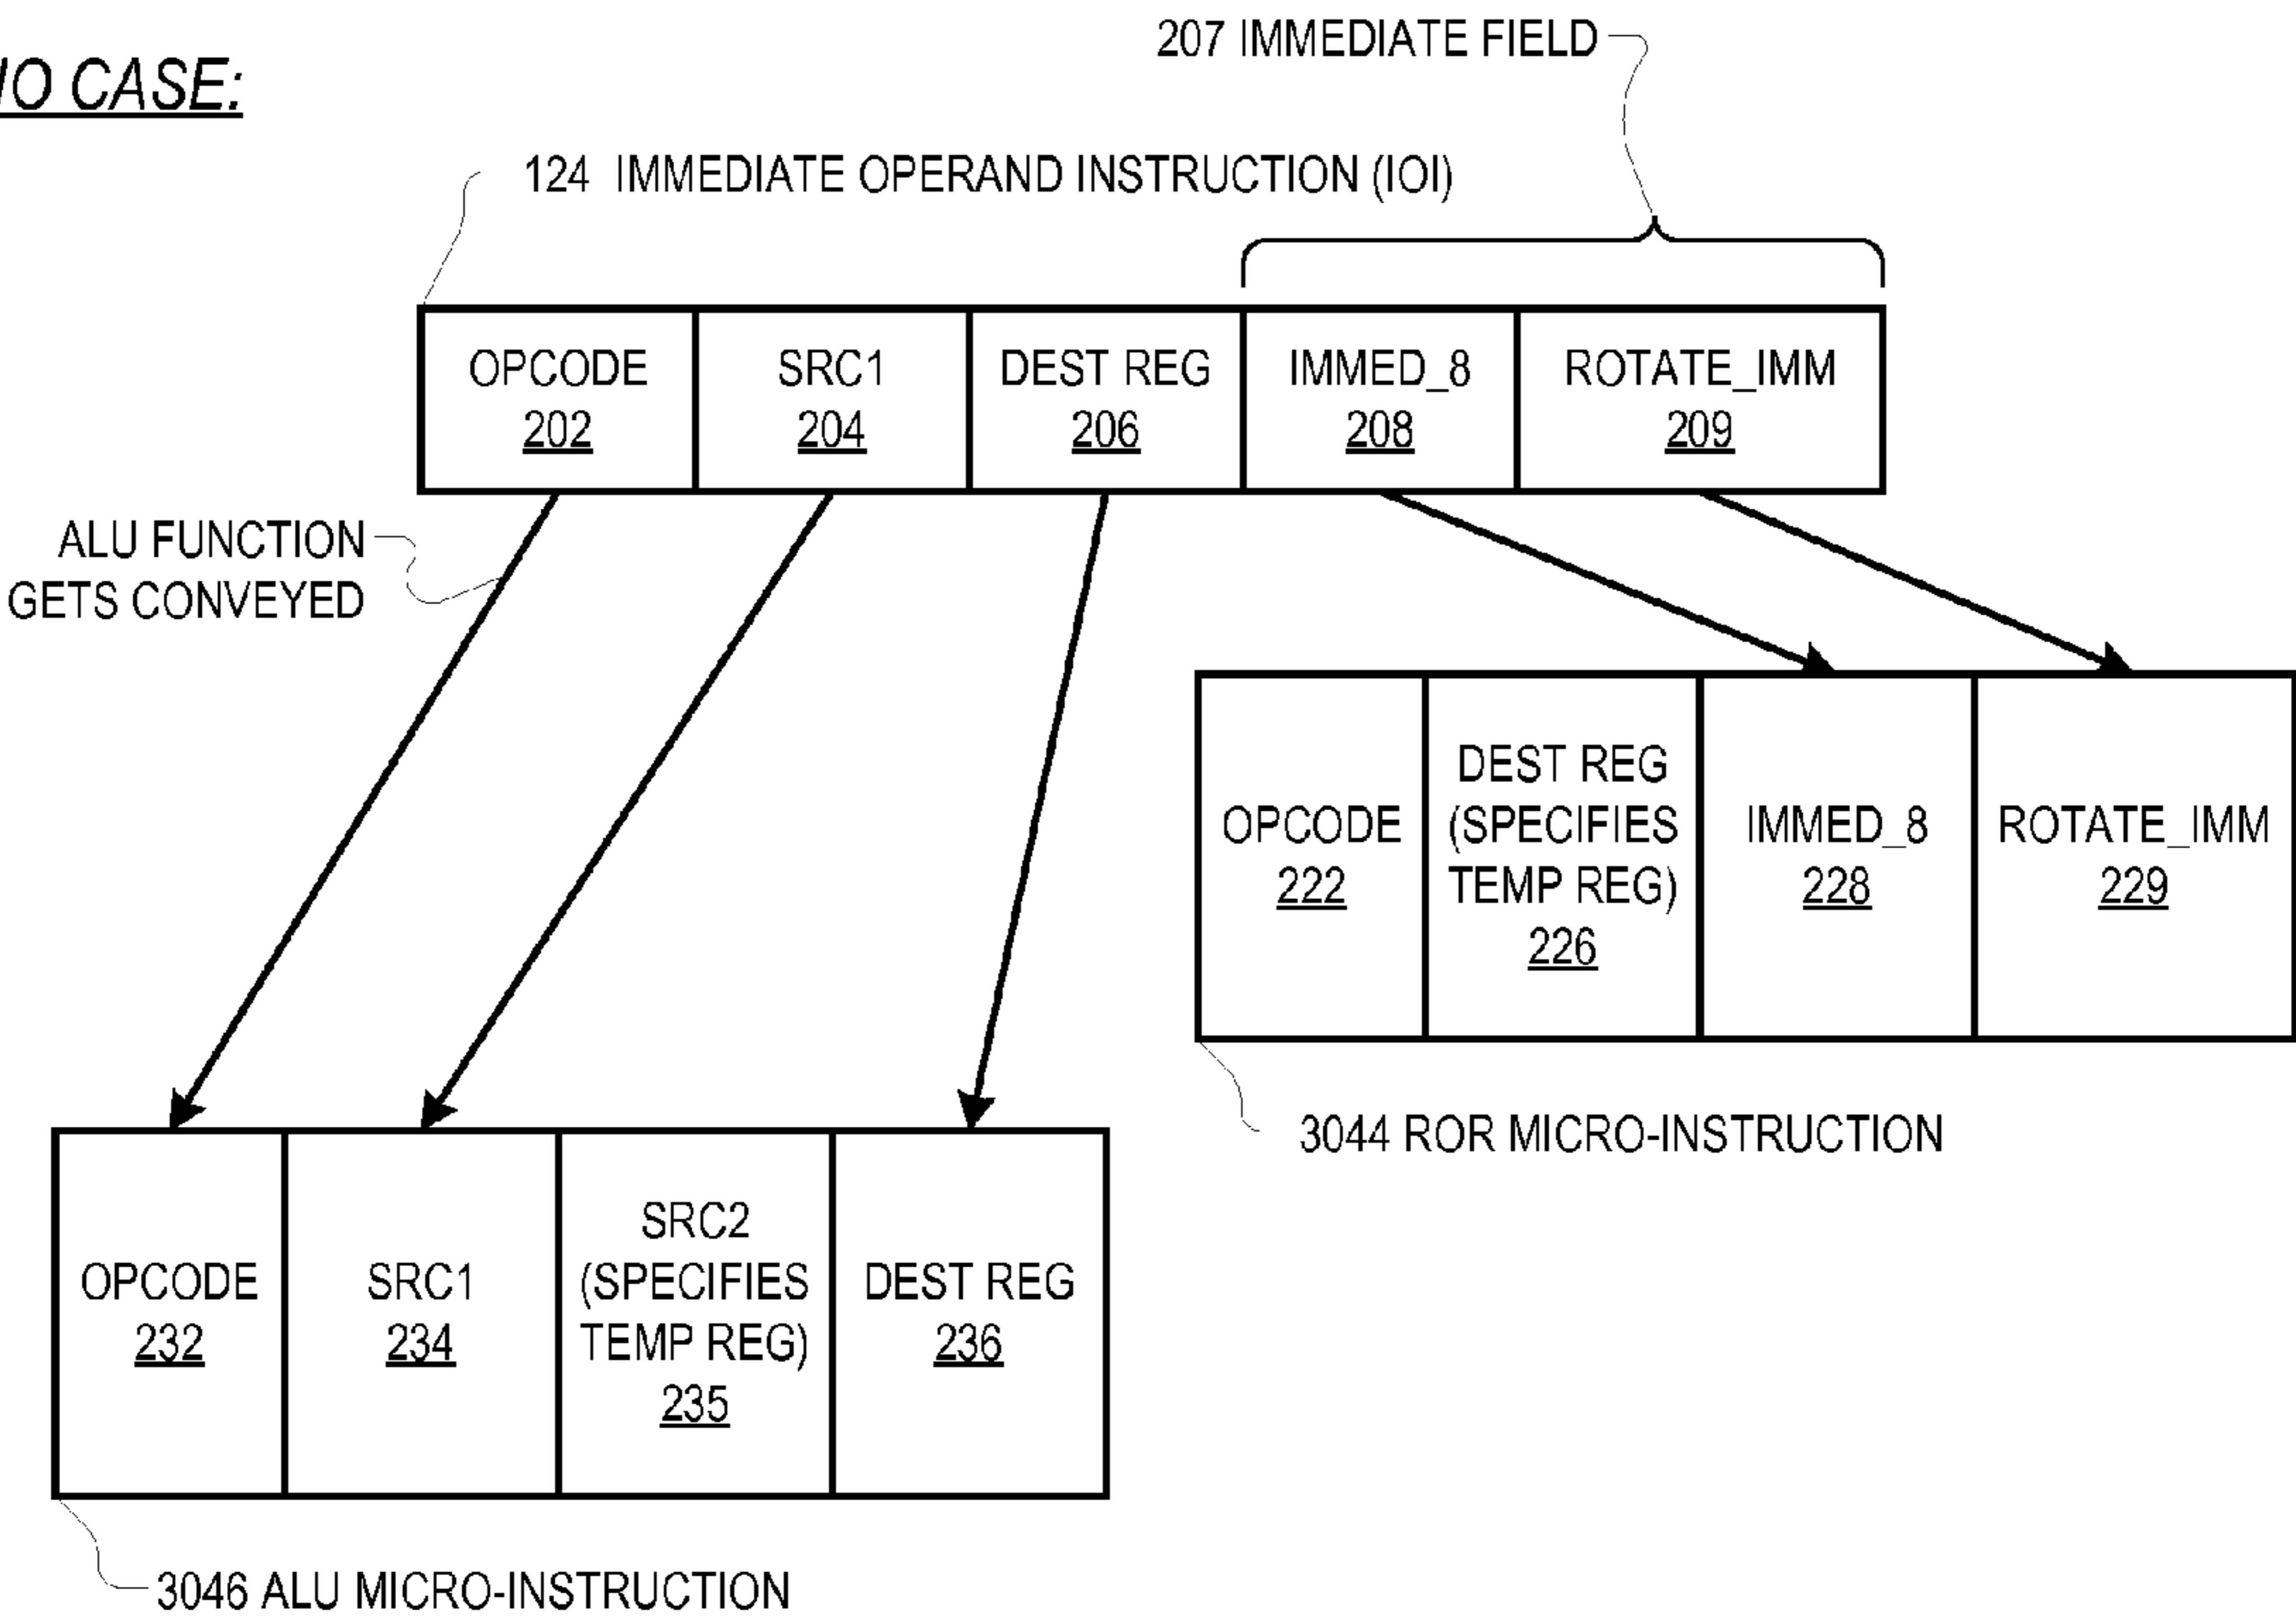 207 IMMEDIATE FIELD
CASE:
124 IMMEDIATE OPERAND INSTRUCTION (IOI)
OPCODE
202
SRC1
204
DEST REG
206
IMMED_8
208
ROTATE_IMM
209
ALU FUNCTION
GETS CONVEYED
OPCODE
222
DEST REG
(SPECIFIES
TEMP REG)
226
IMMED_8
228
ROTATE_IMM
229
3044 ROR MICRO-INSTRUCTION
OPCODE
232
SRC1
234
SRC2
(SPECIFIES
TEMP REG)
235
DEST REG
236
3046 ALU MICRO-INSTRUCTION